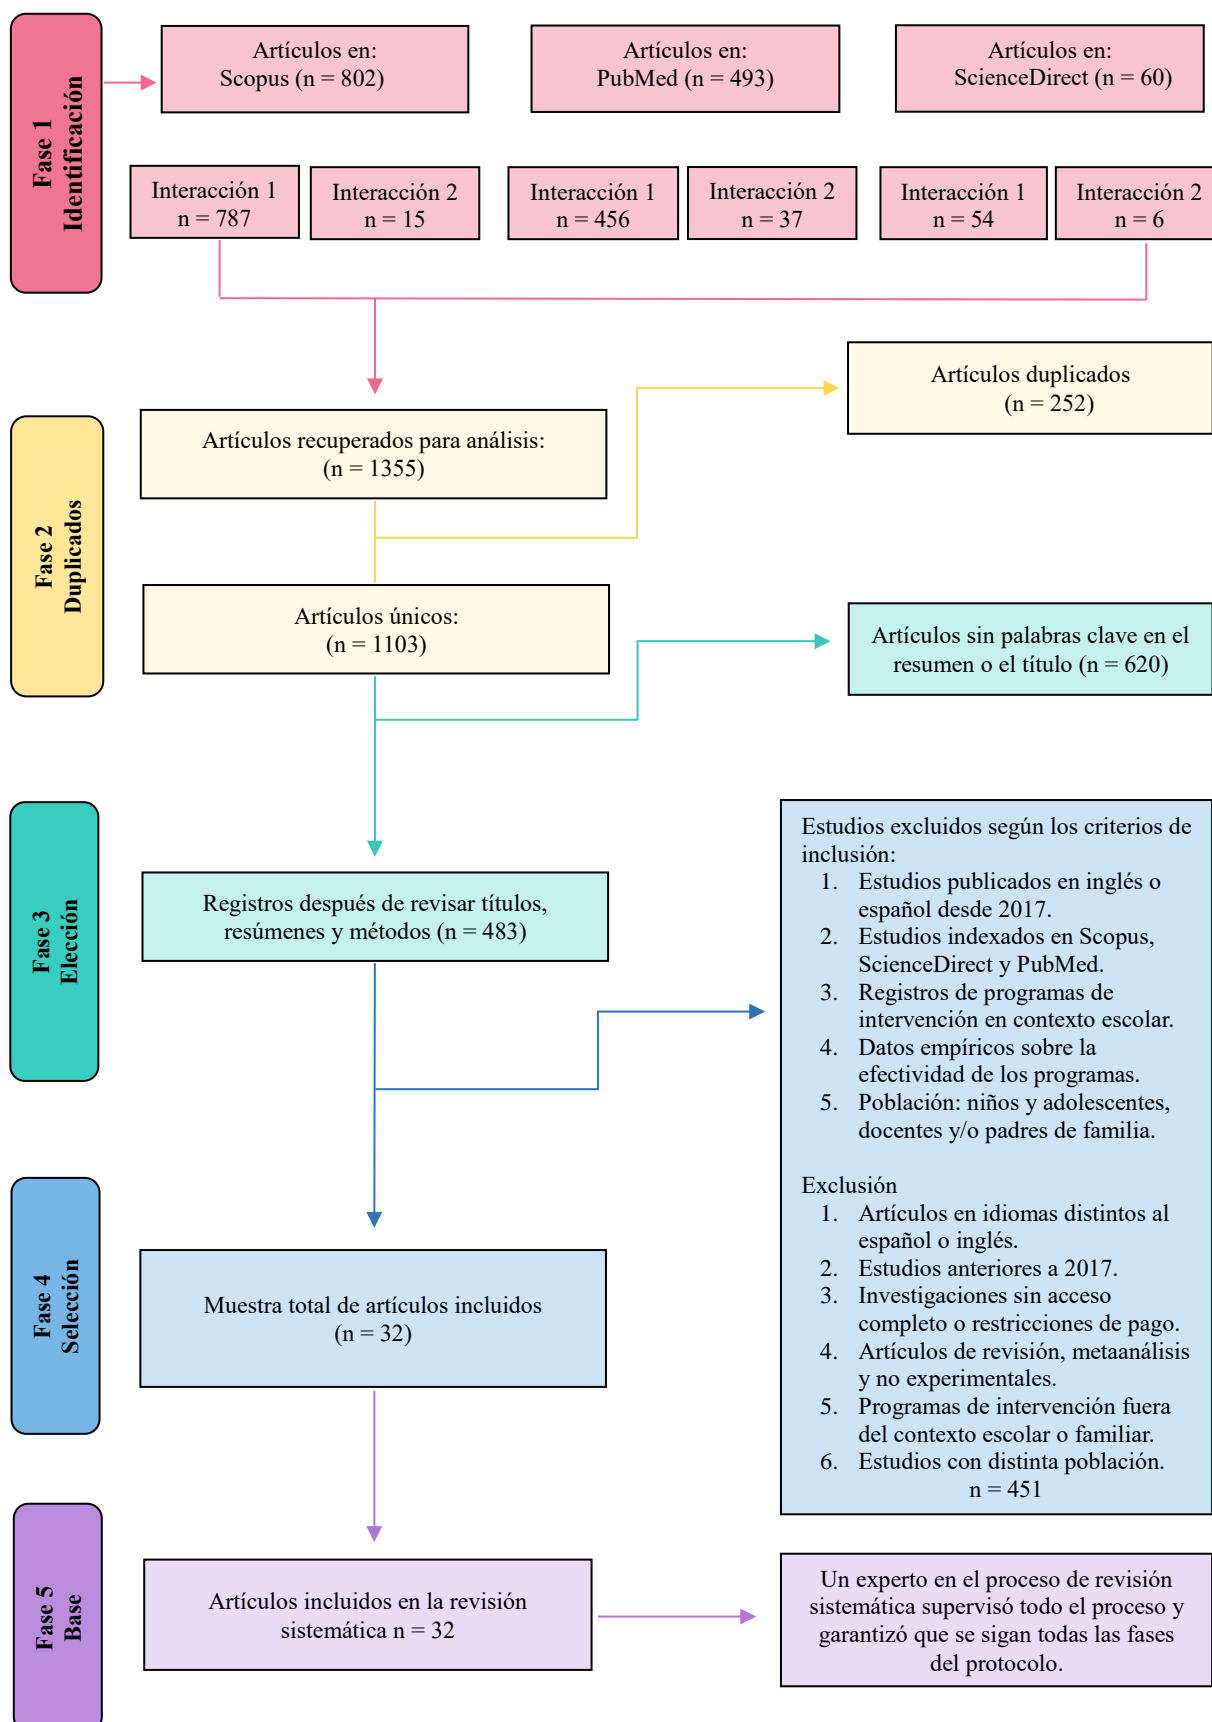 Fase 1
Identificación
Artículos en:
Scopus (n = 802)
Artículos en:
PubMed (n = 493)
Artículos en:
ScienceDirect (n = 60)
Interacción 1
n = 787
Interacción 2
n = 15
Interacción 1
n = 456
Interacción 2
n = 37
Interacción 1
n = 54
Interacción 2
n = 6
Fase 2
Duplicados
Artículos duplicados
(n = 252)
Artículos recuperados para análisis:
(n = 1355)
Artículos únicos:
(n = 1103)
Artículos sin palabras clave en el
resumen o el título (n = 620)
Fase 3
Elección
Registros después de revisar títulos,
resúmenes y métodos (n = 483)
Estudios excluidos según los criterios de
inclusión:
1. Estudios publicados en inglés o
español desde 2017.
2. Estudios indexados en Scopus,
ScienceDirect y PubMed.
3. Registros de programas de
intervención en contexto escolar.
4. Datos empíricos sobre la
efectividad de los programas.
5. Población: niños y adolescentes,
docentes y/o padres de familia.
Exclusión
1. Artículos en idiomas distintos al
español o inglés.
2. Estudios anteriores a 2017.
3. Investigaciones sin acceso
completo o restricciones de pago.
4. Artículos de revisión, metaanálisis
y no experimentales.
5. Programas de intervención fuera
del contexto escolar o familiar.
6. Estudios con distinta población.
n = 451
Fase 4
Selección
Muestra total de artículos incluidos
(n = 32)
Fase 5
Base
Artículos incluidos en la revisión
sistemática n = 32
Un experto en el proceso de revisión
sistemática supervisó todo el proceso y
garantizó que se sigan todas las fases
del protocolo.